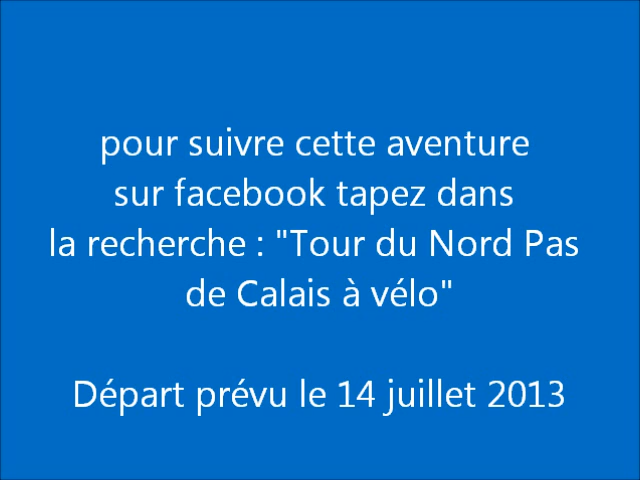 pour suivre cette aventure
sur facebook tapez dans
la recherche : "Tour du Nord Pas
de Calais à vélo"
Départ prévu le 14 juillet 2013